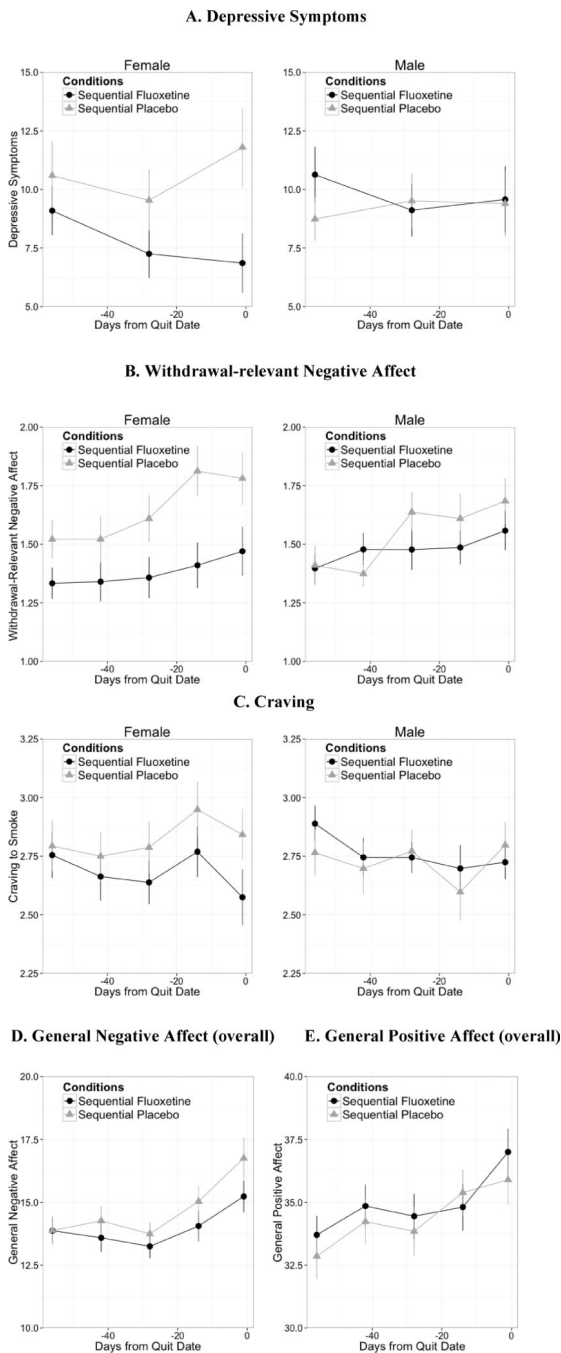 A. Depressive Symptoms
Female
Male
Conditions
Sequential Fluoxetine
Sequential Placebo
Conditions
Sequential Fluoxetine
Sequential Placebo
Depressive Symptoms
15.0
12.5
10.0
7.5
5.0
15.0
12.5
10.0
7.5
5.0
-40
-20
0
-40
-20
0
Days from Quit Date
Days from Quit Date
B. Withdrawal-relevant Negative Affect
Female
Male
Conditions
Sequential Fluoxetine
Sequential Placebo
Conditions
Sequential Fluoxetine
Sequential Placebo
Withdrawal-Relevant Negative Affect
2.00
1.75
1.50
1.25
1.00
2.00
1.75
1.50
1.25
1.00
-40
-20
0
-40
-20
0
Days from Quit Date
Days from Quit Date
C. Craving
Female
Male
Conditions
Sequential Fluoxetine
Sequential Placebo
Conditions
Sequential Fluoxetine
Sequential Placebo
Craving to Smoke
3.25
3.00
2.75
2.50
2.25
3.25
3.00
2.75
2.50
2.25
-40
-20
0
-40
-20
0
Days from Quit Date
Days from Quit Date
D. General Negative Affect (overall)
E. General Positive Affect (overall)
Conditions
Sequential Fluoxetine
Sequential Placebo
Conditions
Sequential Fluoxetine
Sequential Placebo
General Negative Affect
20.0
17.5
15.0
12.5
10.0
General Positive Affect
40.0
37.5
35.0
32.5
30.0
-40
-20
0
-40
-20
0
Days from Quit Date
Days from Quit Date